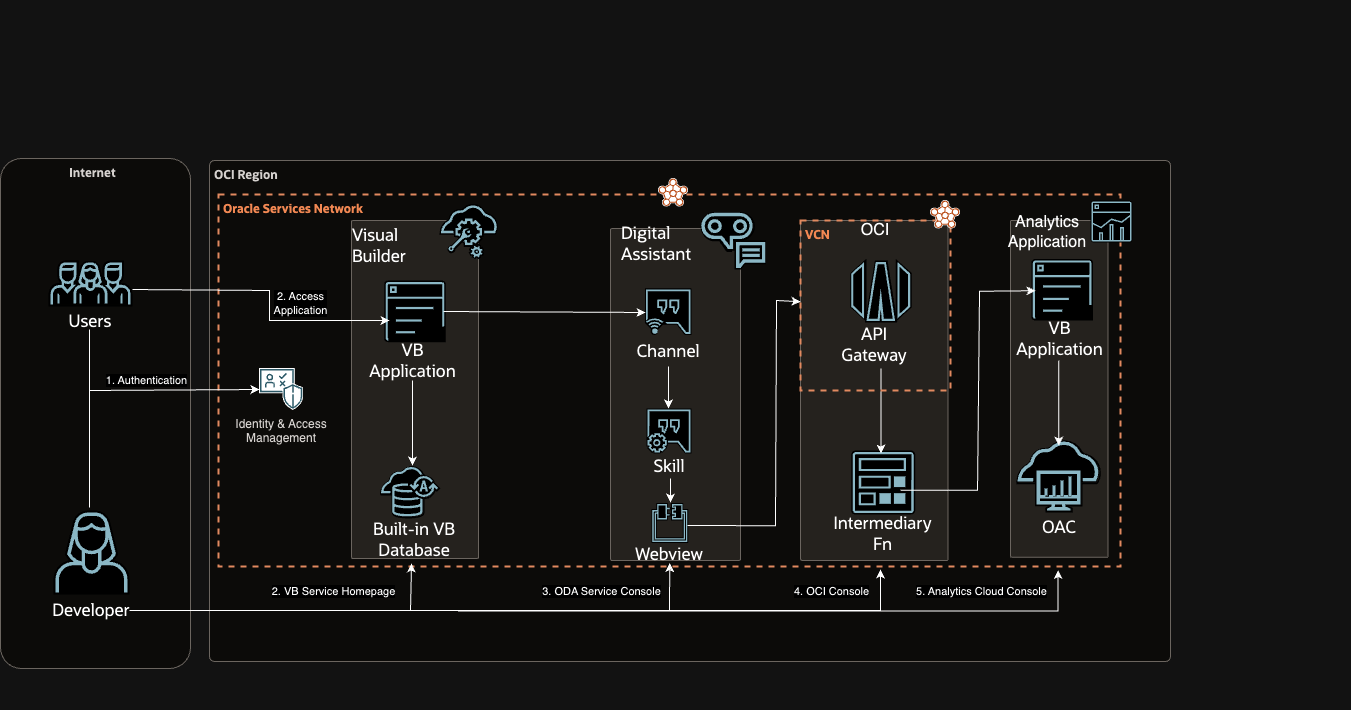 Internet
OCI Region
Oracle Services Network
Users
1. Authentication
2. Access
Application
Identity & Access
Management
Developer
Visual
Builder
VB
Application
Built-in VB
Database
Digital
Assistant
Channel
Skill
Webview
VCN
OCI
API
Gateway
Intermediary
Fn
Analytics
Application
VB
Application
OAC
2. VB Service Homepage
3. ODA Service Console
4. OCI Console
5. Analytics Cloud Console
A